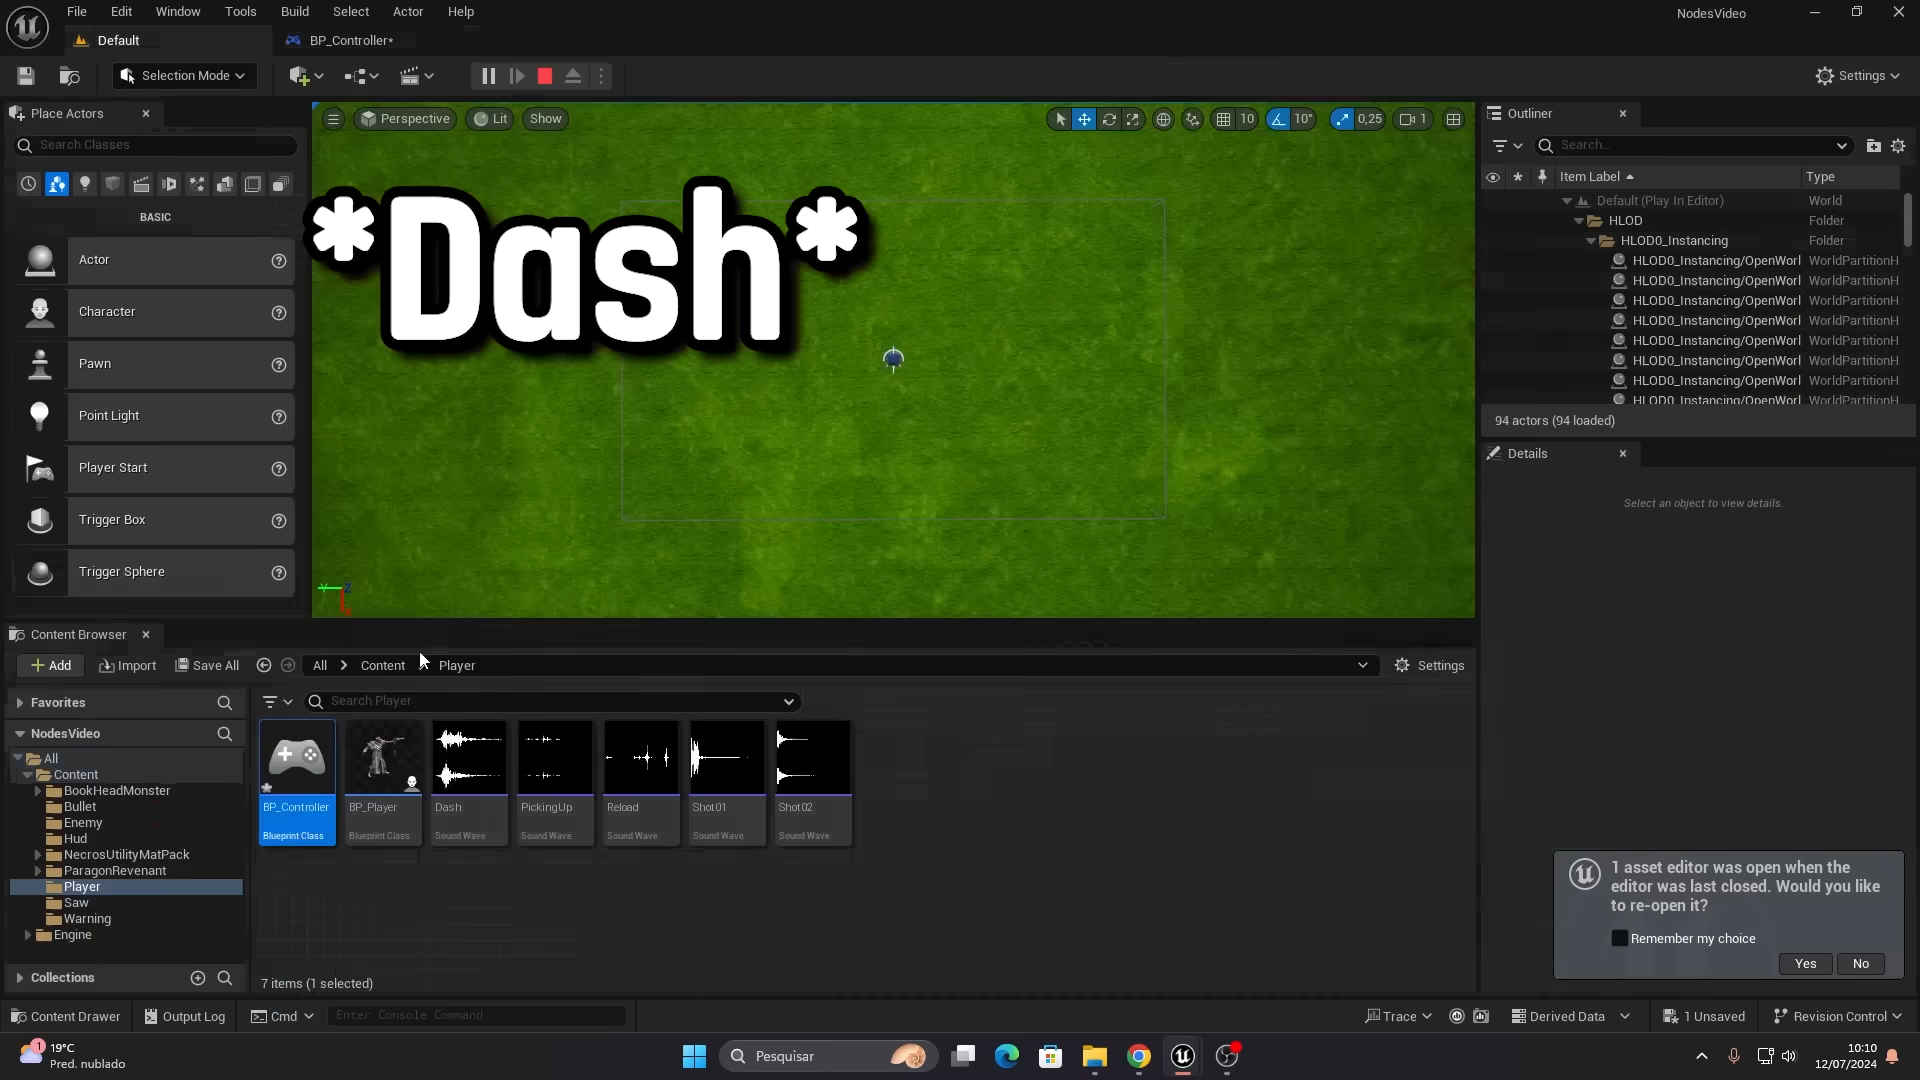 File Edit Window Tools Build Select Actor Help
NodesVideo
Default
BP_Controller*
Selection Mode
Settings
Place Actors
Search Classes
BASIC
Actor
Character
Pawn
Point Light
Player Start
Trigger Box
Trigger Sphere
Perspective Lit Show
10 10° 0,25 1
*Dash*
Outliner
Search...
Item Label Type
Default (Play In Editor) World
HLOD Folder
HLOD0_Instancing Folder
HLOD0_Instancing/OpenWorl WorldPartitionH
HLOD0_Instancing/OpenWorl WorldPartitionH
HLOD0_Instancing/OpenWorl WorldPartitionH
HLOD0_Instancing/OpenWorl WorldPartitionH
HLOD0_Instancing/OpenWorl WorldPartitionH
HLOD0_Instancing/OpenWorl WorldPartitionH
HLOD0_Instancing/OpenWorl WorldPartitionH
HLOD0_Instancing/OpenWorl WorldPartitionH
94 actors (94 loaded)
Details
Select an object to view details.
Content Browser
Add Import Save All All Content Player Settings
Favorites
Search Player
NodesVideo
All
Content
BookHeadMonster
Bullet
Enemy
Hud
NecrosUtilityMatPack
ParagonRevenant
Player
Saw
Warning
Engine
Collections
BP_Controller
Blueprint Class
BP_Player
Blueprint Class
Dash
Sound Wave
PickingUp
Sound Wave
Reload
Sound Wave
Shot01
Sound Wave
Shot02
Sound Wave
7 items (1 selected)
1 asset editor was open when the
editor was last closed. Would you like
to re-open it?
Remember my choice
Yes No
Content Drawer Output Log Cmd Enter Console Command Trace Derived Data 1 Unsaved Revision Control
1
19°C
Pred. nublado
Pesquisar
10:10
12/07/2024